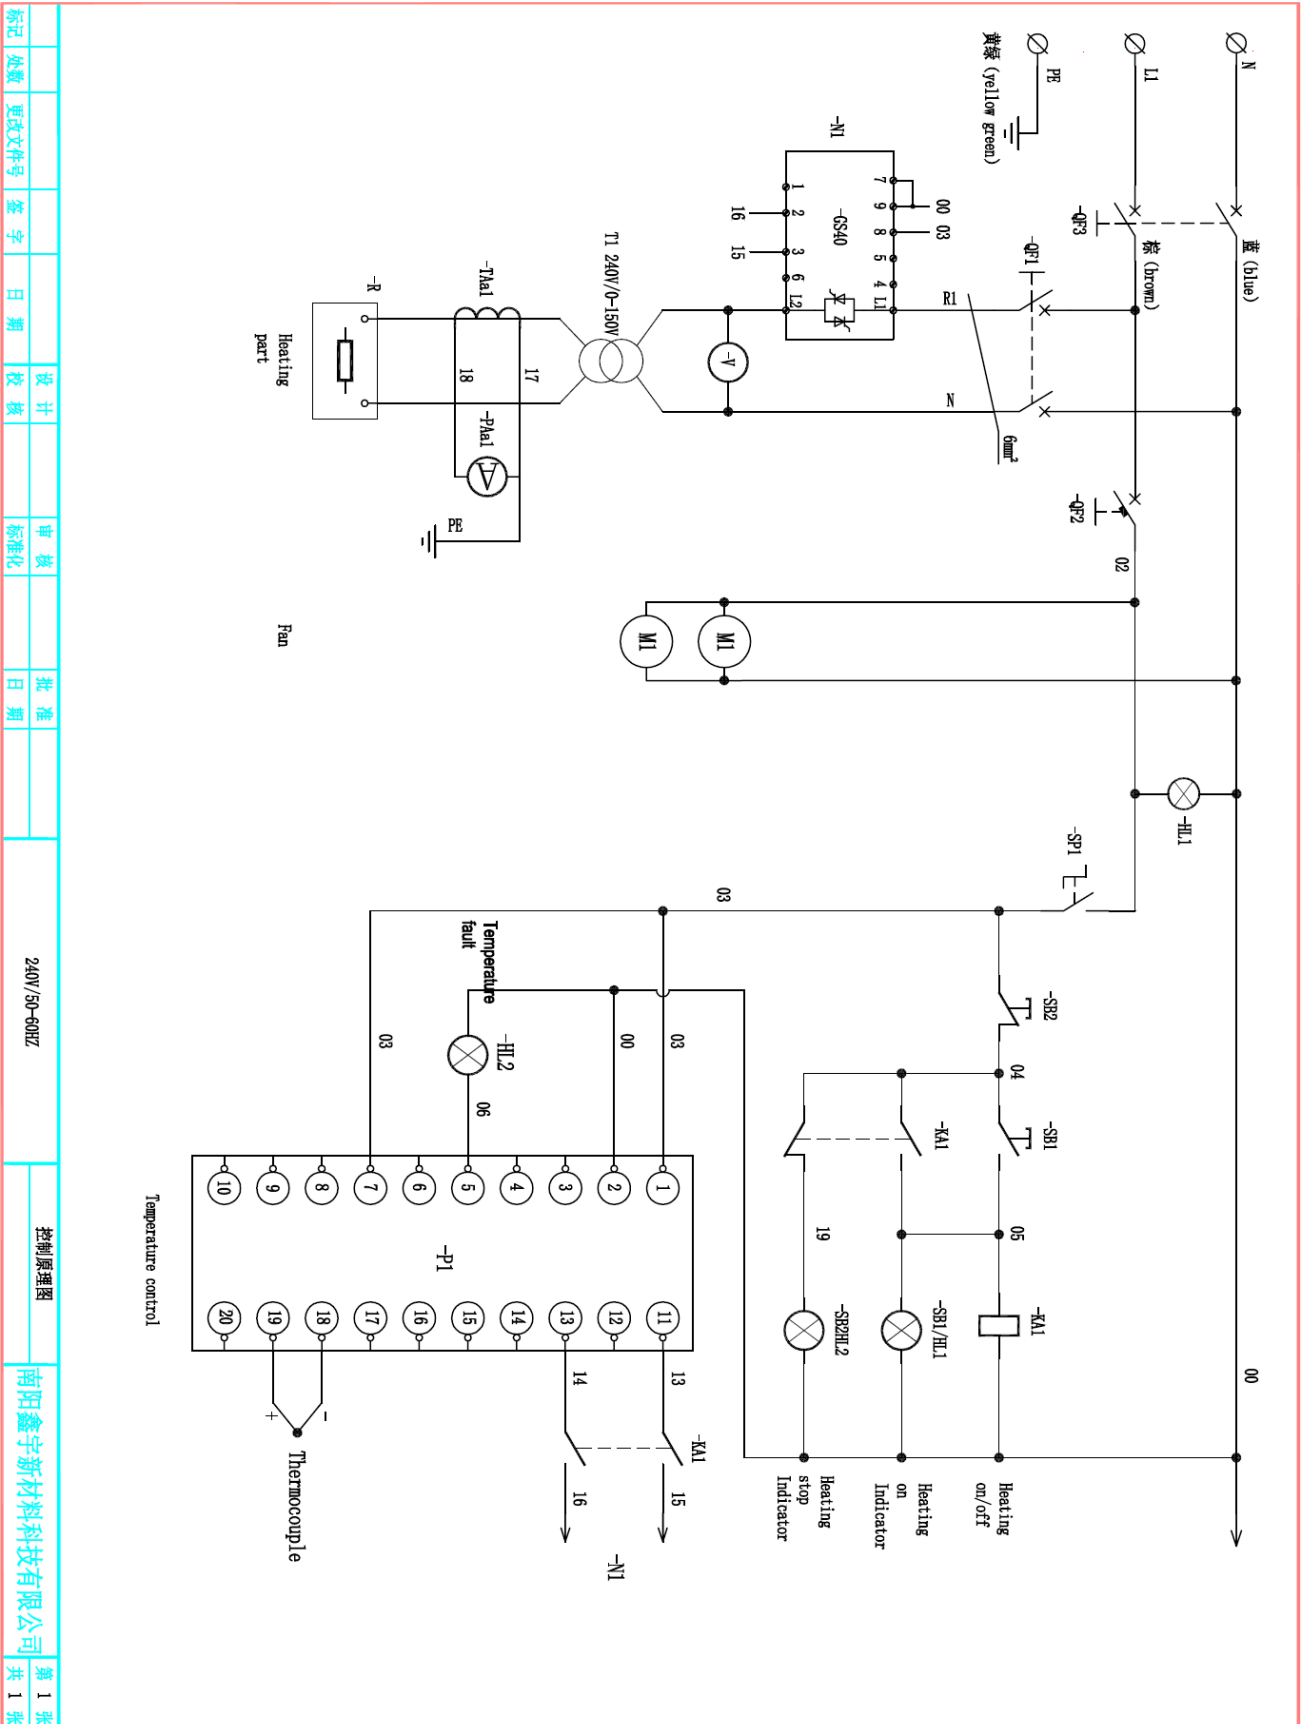 N
L1
PE
黄绿 (yellow green)
蓝 (blue)
棕 (brown)
-QF3
-QF1
-QF2
-N1
-GS40
7
9
8
5
4
L1
00
03
1
2
3
6
L2
16
15
R1
N
6mm²
T1 240V/0-150V
V
-TAa1
17
18
-PAa1
A
PE
-R
Heating
part
02
M1
M1
Fan
-HL1
-SP1
03
-SB2
04
-SB1
-KA1
05
19
-KA1
-SB1/HL1
-SB2HL2
00
Heating
on/off
Heating
on
Indicator
Heating
stop
Indicator
Temperature
fault
-HL2
03
00
06
03
1
2
3
4
5
6
7
8
9
10
-P1
11
12
13
14
15
16
17
18
19
20
Temperature control
13
14
-KA1
15
16
-N1
-
+
Thermocouple
标记
处数
更改文件号
签 字
日 期
设 计
校 核
审 核
标准化
批 准
日 期
240V/50-60HZ
控制原理图
南阳鑫宇新材料科技有限公司
第 1 张
共 1 张